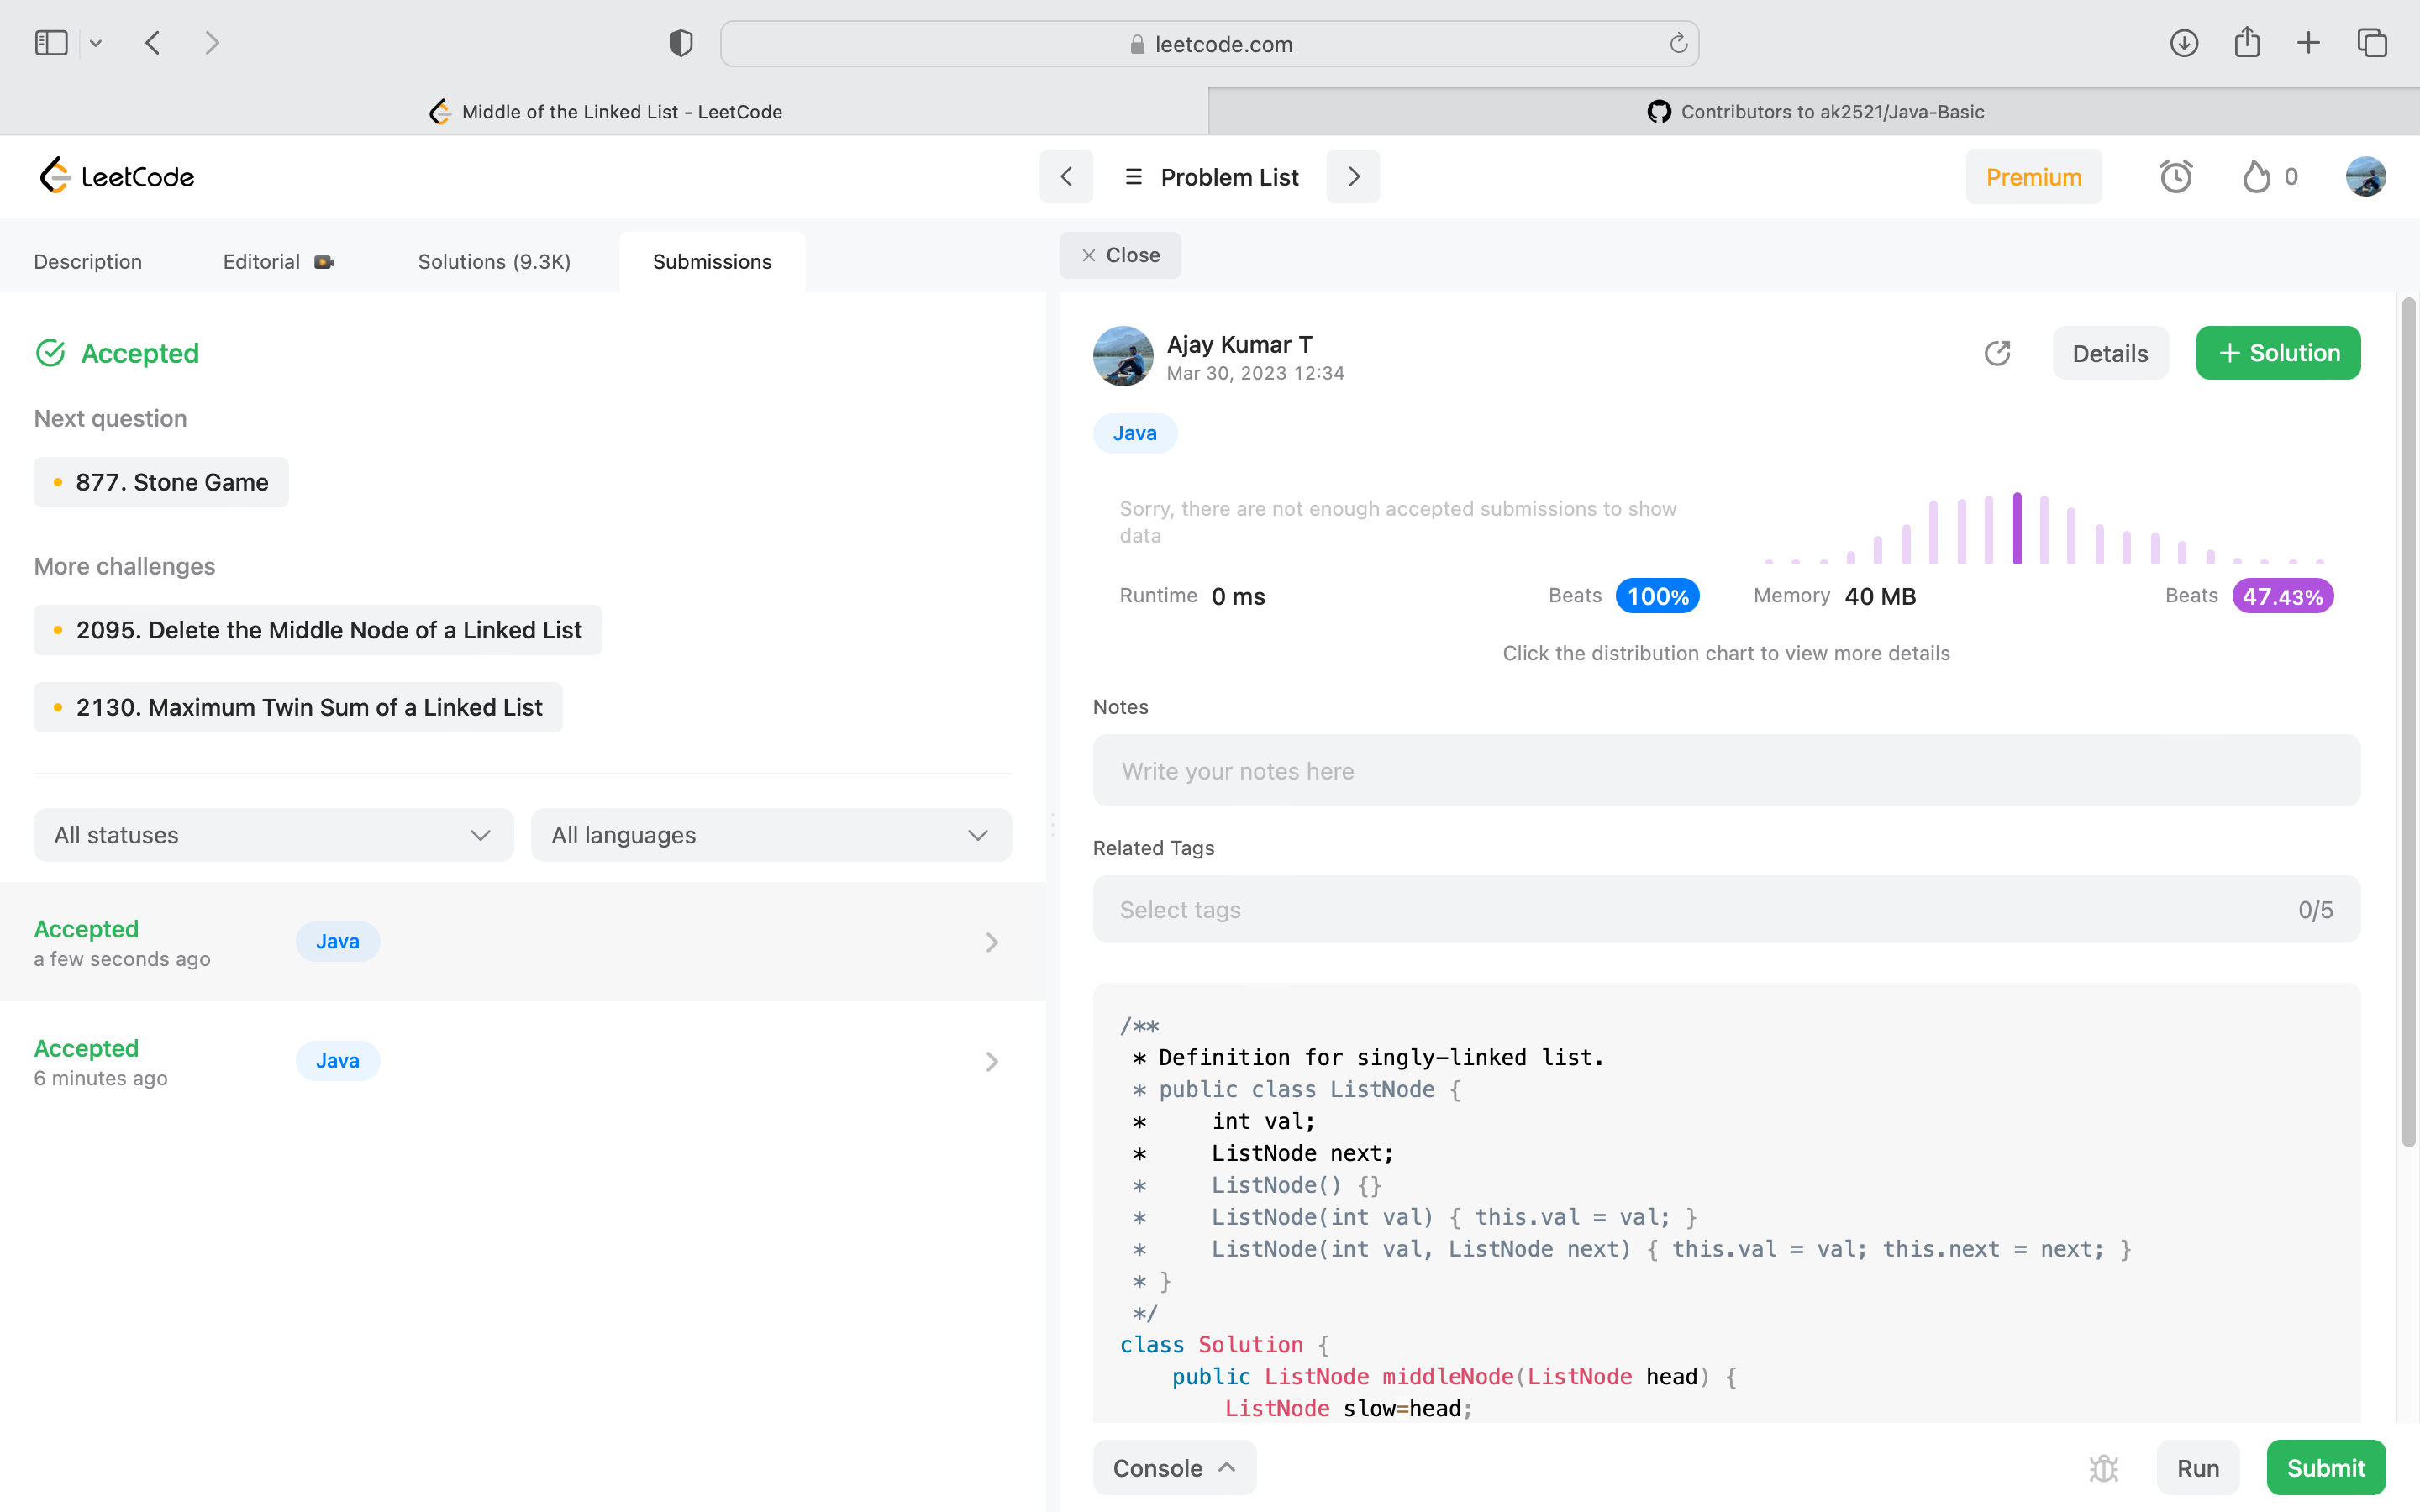 leetcode.com
Middle of the Linked List - LeetCode
Contributors to ak2521/Java-Basic
LeetCode
Problem List
Premium
0
Description
Editorial
Solutions (9.3K)
Submissions
Close
Accepted
Next question
877. Stone Game
More challenges
2095. Delete the Middle Node of a Linked List
2130. Maximum Twin Sum of a Linked List
All statuses
All languages
Accepted
a few seconds ago
Java
Accepted
6 minutes ago
Java
Ajay Kumar T
Mar 30, 2023 12:34
Details
+ Solution
Java
Sorry, there are not enough accepted submissions to show
data
Runtime 0 ms
Beats 100%
Memory 40 MB
Beats 47.43%
Click the distribution chart to view more details
Notes
Write your notes here
Related Tags
Select tags
0/5
/**
 * Definition for singly-linked list.
 * public class ListNode {
 *     int val;
 *     ListNode next;
 *     ListNode() {}
 *     ListNode(int val) { this.val = val; }
 *     ListNode(int val, ListNode next) { this.val = val; this.next = next; }
 * }
 */
class Solution {
    public ListNode middleNode(ListNode head) {
        ListNode slow=head;
Console
Run
Submit